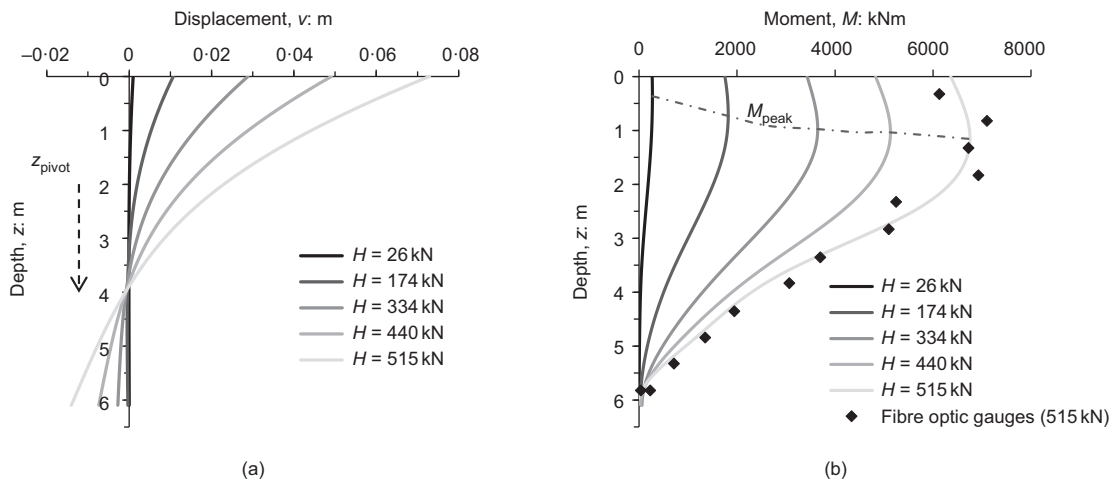 Displacement, v: m
–0·02 0 0·02 0·04 0·06 0·08
0
1
2
3
4
5
6
Depth, z: m
z_pivot
H = 26 kN
H = 174 kN
H = 334 kN
H = 440 kN
H = 515 kN
(a)
Moment, M: kNm
0 2000 4000 6000 8000
0
1
2
3
4
5
6
Depth, z: m
M_peak
H = 26 kN
H = 174 kN
H = 334 kN
H = 440 kN
H = 515 kN
Fibre optic gauges (515 kN)
(b)